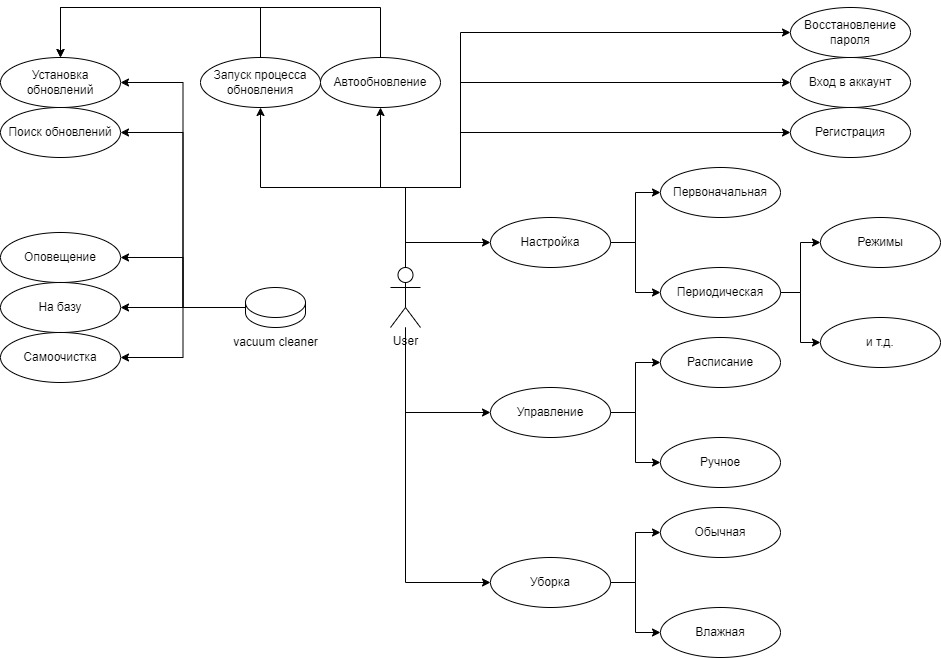 Восстановление
пароля
Установка
обновлений
Запуск процесса
обновления
Автообновление
Вход в аккаунт
Поиск обновлений
Регистрация
Первоначальная
Настройка
Режимы
Оповещение
Периодическая
На базу
vacuum cleaner
User
и т.д.
Самоочистка
Расписание
Управление
Ручное
Обычная
Уборка
Влажная